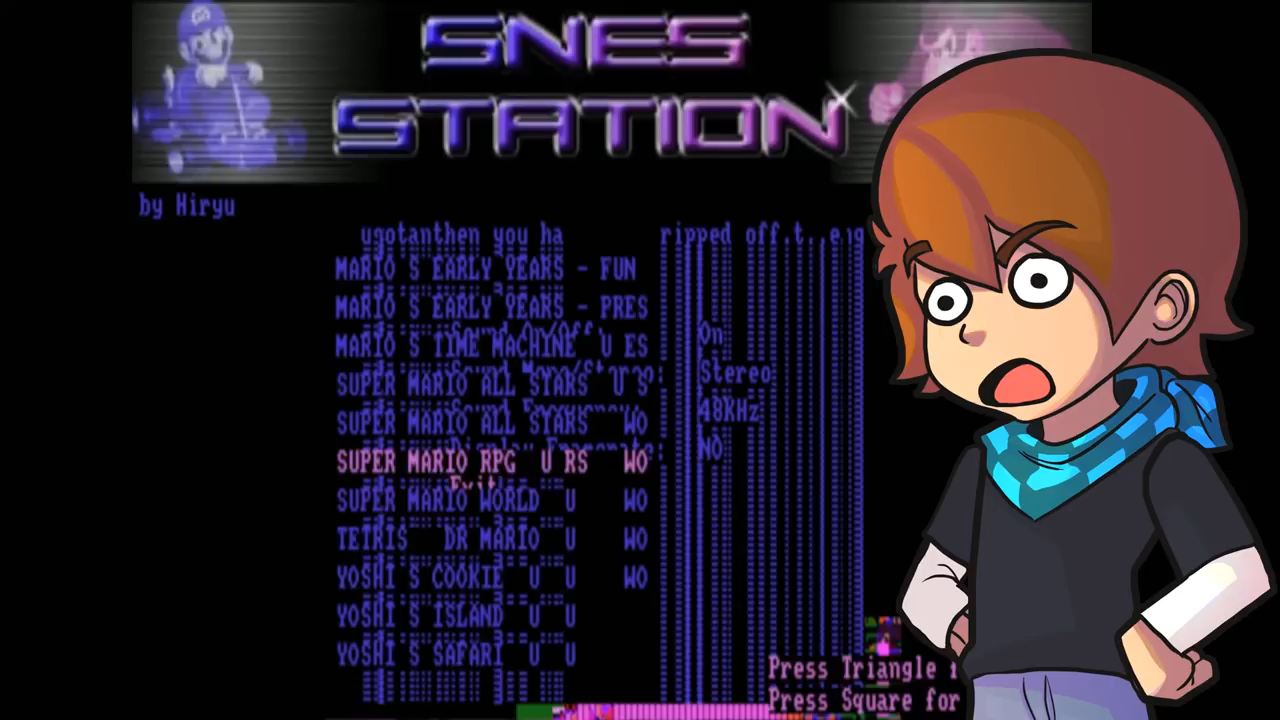 SNES
STATION
by Hiryu
ugotanthen you ha ripped off.t..eng
MARIO S EARLY YEARS - FUN
MARIO S EARLY YEARS - PRES
On
MARIO S TIME MACHINE U ES
Stereo
SUPER MARIO ALL STARS U S
48KHz
SUPER MARIO ALL STARS WO
NO
SUPER MARIO RPG U RS WO
Exit
SUPER MARIO WORLD U WO
TETRIS DR MARIO U WO
YOSHI S COOKIE U U WO
YOSHI S ISLAND U U
YOSHI S SAFARI U U
Press Triangle
Press Square for